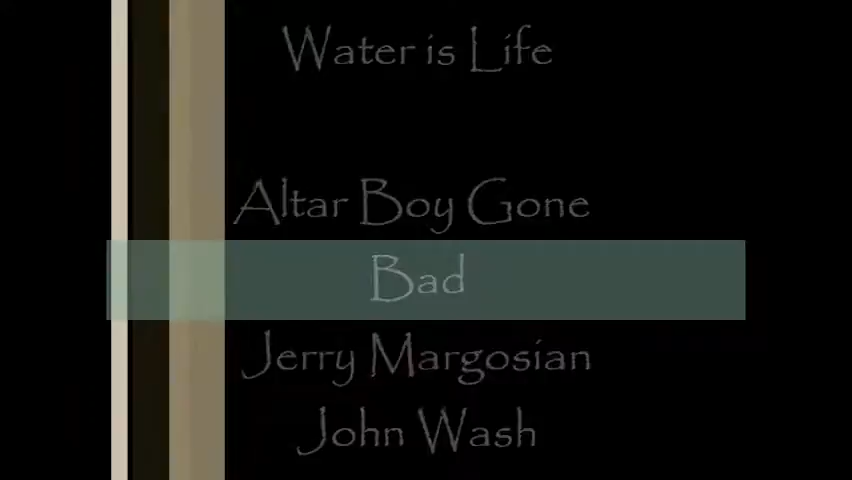 Water is Life
Altar Boy Gone
Bad
Jerry Margosian
John Wash